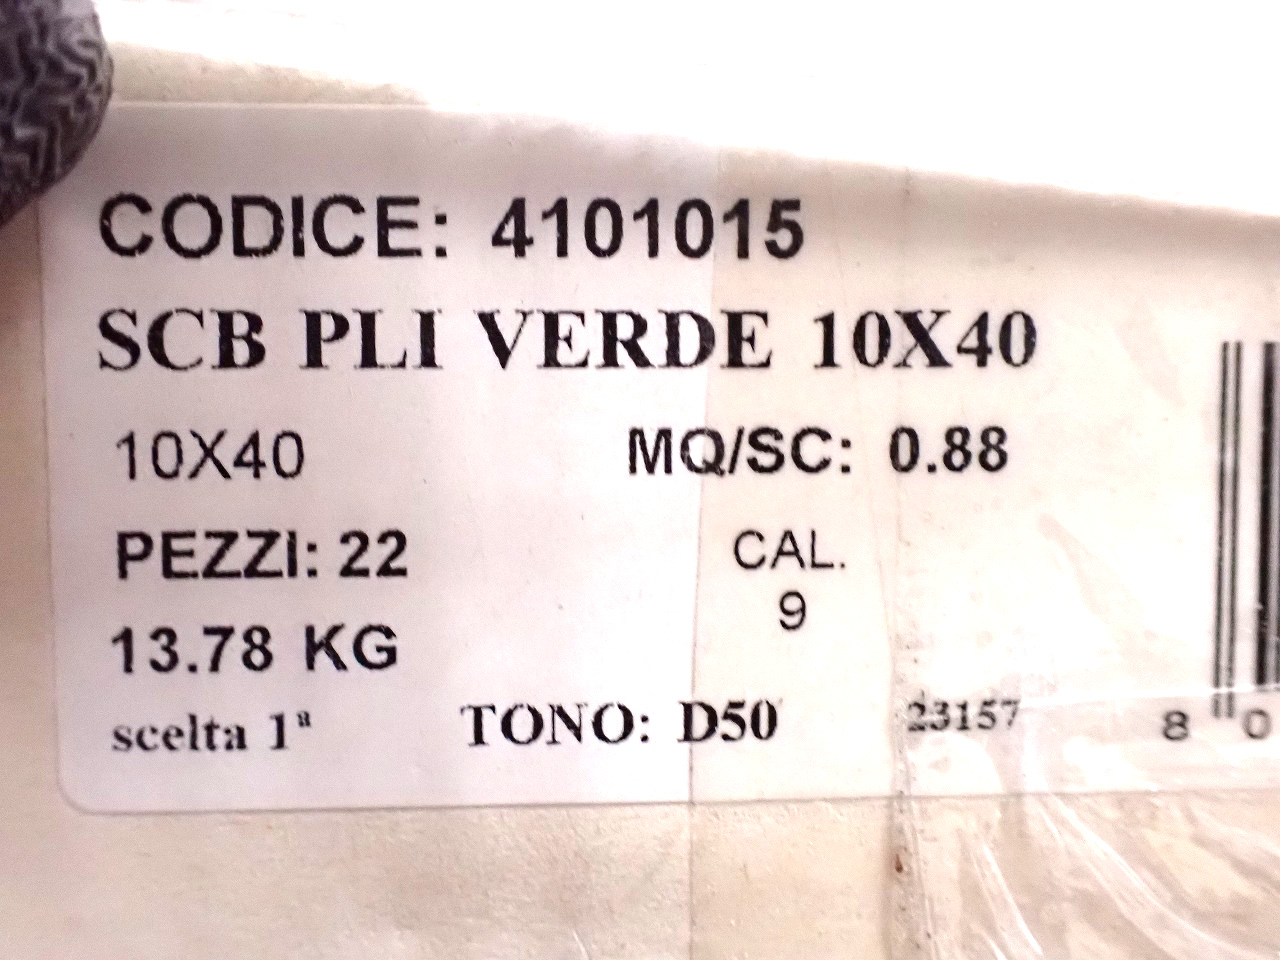 CODICE: 4101015
SCB PLI VERDE 10X40
10X40 MQ/SC: 0.88
PEZZI: 22 CAL.
9
13.78 KG
scelta 1ª TONO: D50 23157
8 0